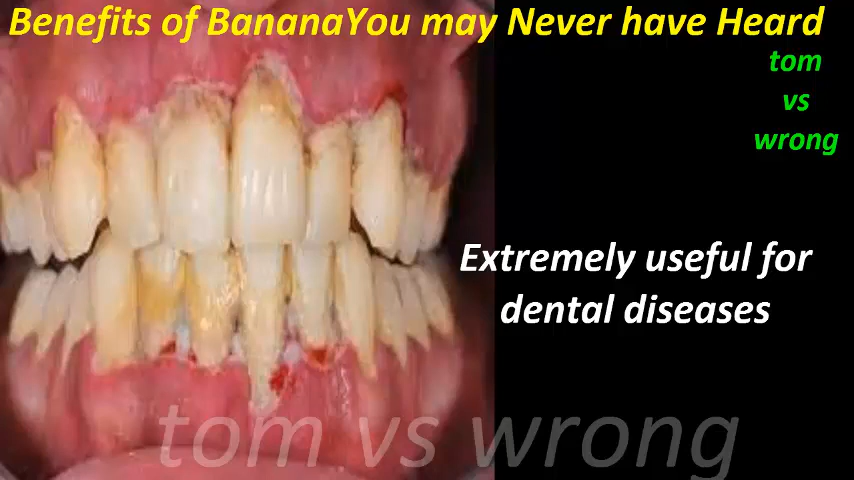 Benefits of BananaYou may Never have Heard
tom
vs
wrong
Extremely useful for
dental diseases
tom vs wrong